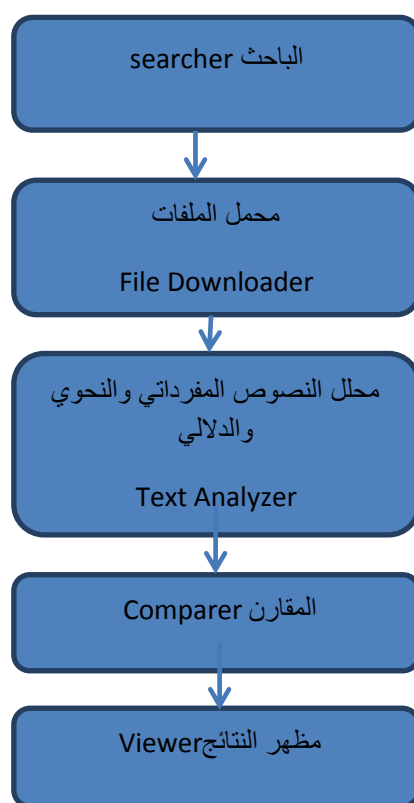 الباحث searcher
محمل الملفات
File Downloader
محلل النصوص المفرداتي والنحوي
والدلالي
Text Analyzer
المقارن Comparer
مظهر النتائجViewer